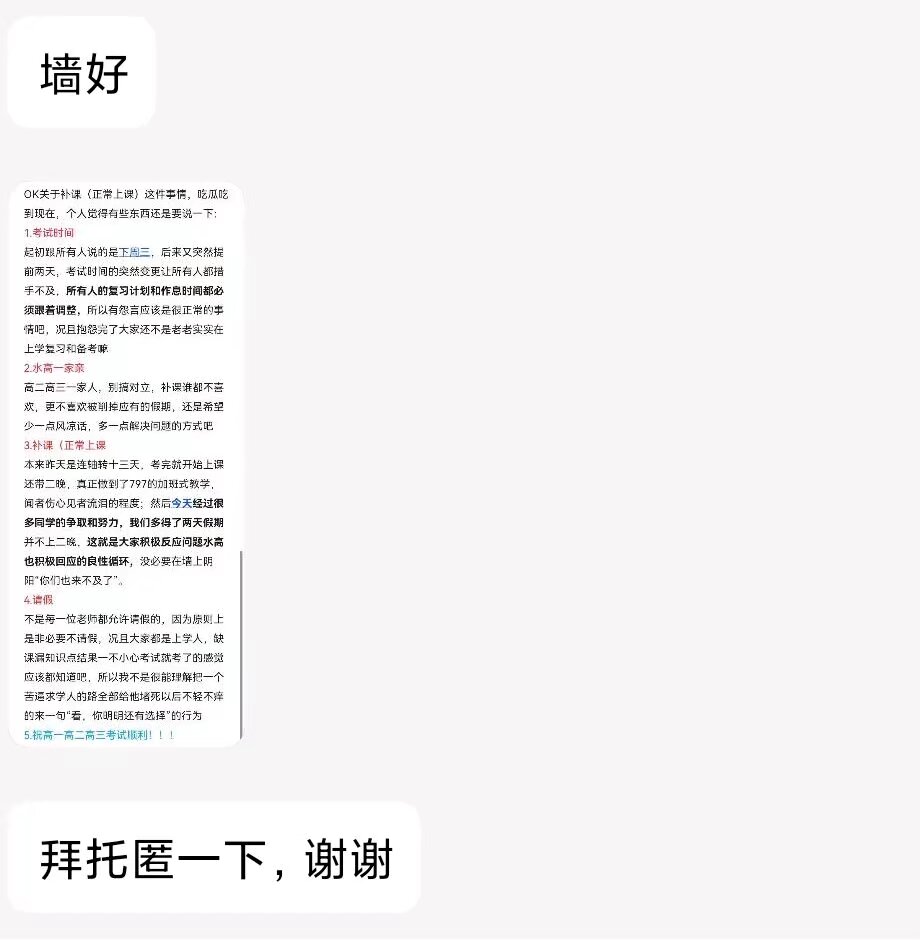 墙好
OK关于补课（正常上课）这件事情，吃瓜吃
到现在，个人觉得有些东西还是要说一下：
1.考试时间
起初跟所有人说的是下周三，后来又突然提
前两天，考试时间的突然变更让所有人都措
手不及，所有人的复习计划和作息时间都必
须跟着调整，所以有怨言应该是很正常的事
情吧，况且抱怨完了大家还不是老老实实在
上学复习和备考嘛
2.水高一家亲
高二高三一家人，别搞对立，补课谁都不喜
欢，更不喜欢被削掉应有的假期，还是希望
少一点风凉话，多一点解决问题的方式吧
3.补课（正常上课
本来昨天是连轴转十三天，考完就开始上课
还带二晚，真正做到了797的加班式教学，
闻者伤心见者流泪的程度；然后今天经过很
多同学的争取和努力，我们多得了两天假期
并不上二晚，这就是大家积极反应问题水高
也积极回应的良性循环，没必要在墙上阴
阳“你们也来不及了”。
4.请假
不是每一位老师都允许请假的，因为原则上
是非必要不请假，况且大家都是上学人，缺
课漏知识点结果一不小心考试就考了的感觉
应该都知道吧，所以我不是很能理解把一个
苦逼求学人的路全部给他堵死以后不轻不痒
的来一句“看，你明明还有选择”的行为
5.祝高一高二高三考试顺利！！！
拜托匿一下，谢谢